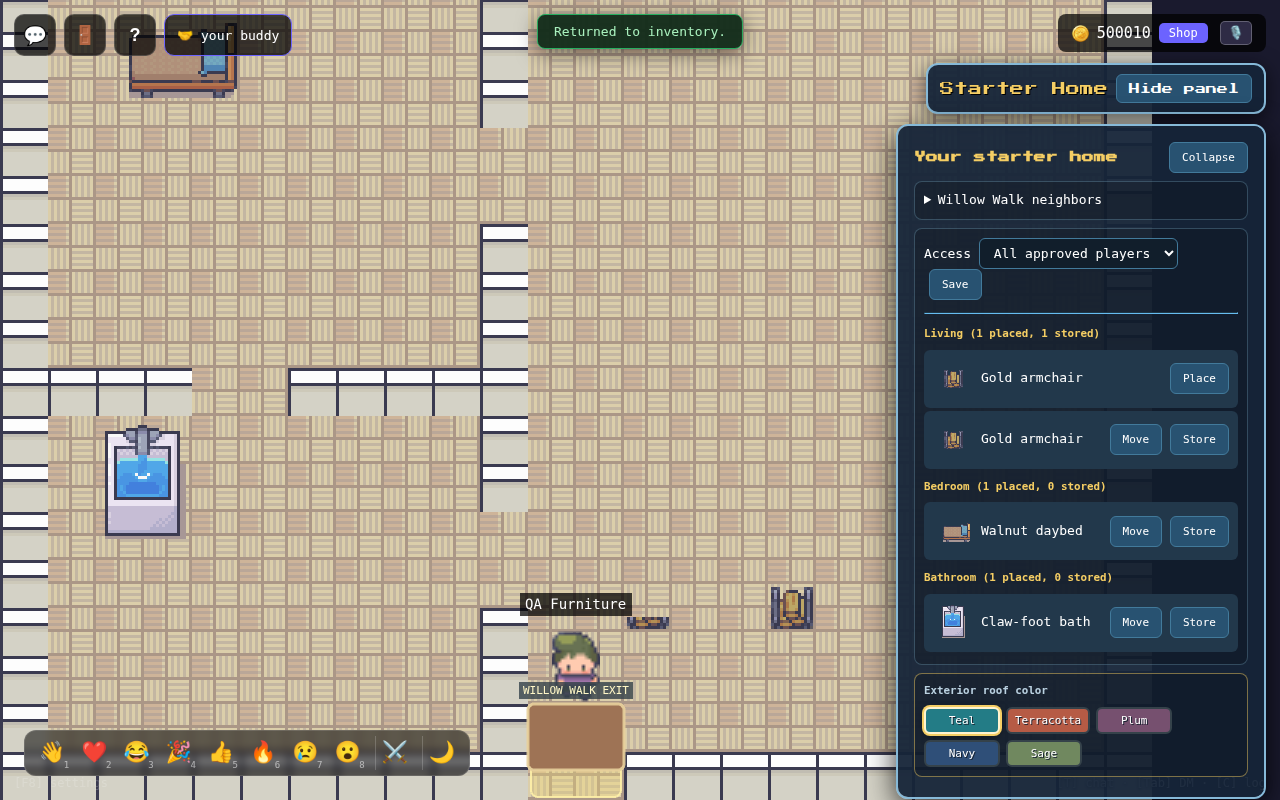 ? your buddy
Returned to inventory.
500010 Shop
Starter Home Hide panel
Your starter home Collapse
Willow Walk neighbors
Access All approved players
Save
Living (1 placed, 1 stored)
Gold armchair Place
Gold armchair Move Store
Bedroom (1 placed, 0 stored)
Walnut daybed Move Store
Bathroom (1 placed, 0 stored)
Claw-foot bath Move Store
QA Furniture
WILLOW WALK EXIT
Exterior roof color
Teal Terracotta Plum
Navy Sage
1 2 3 4 5 6 7 8